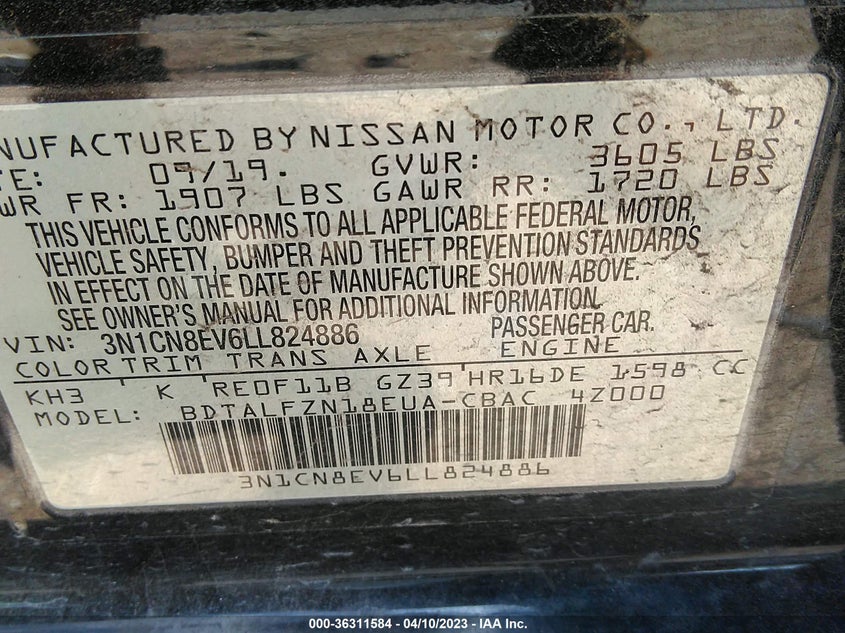 NUFACTURED BY NISSAN MOTOR CO., LTD.
TE: 09/19. GVWR: 3605 LBS
WR FR: 1907 LBS GAWR RR: 1720 LBS
THIS VEHICLE CONFORMS TO ALL APPLICABLE FEDERAL MOTOR,
VEHICLE SAFETY, BUMPER AND THEFT PREVENTION STANDARDS
IN EFFECT ON THE DATE OF MANUFACTURE SHOWN ABOVE.
SEE OWNER'S MANUAL FOR ADDITIONAL INFORMATION.
VIN: 3N1CN8EV6LL824886 PASSENGER CAR.
COLOR TRIM TRANS AXLE ENGINE
KH3 K RE0F11B GZ39 HR16DE 1598 CC
MODEL: BDTALFZN18EUA-CBAC 4Z000
3N1CN8EV6LL824886
000-36311584 - 04/10/2023 - IAA Inc.